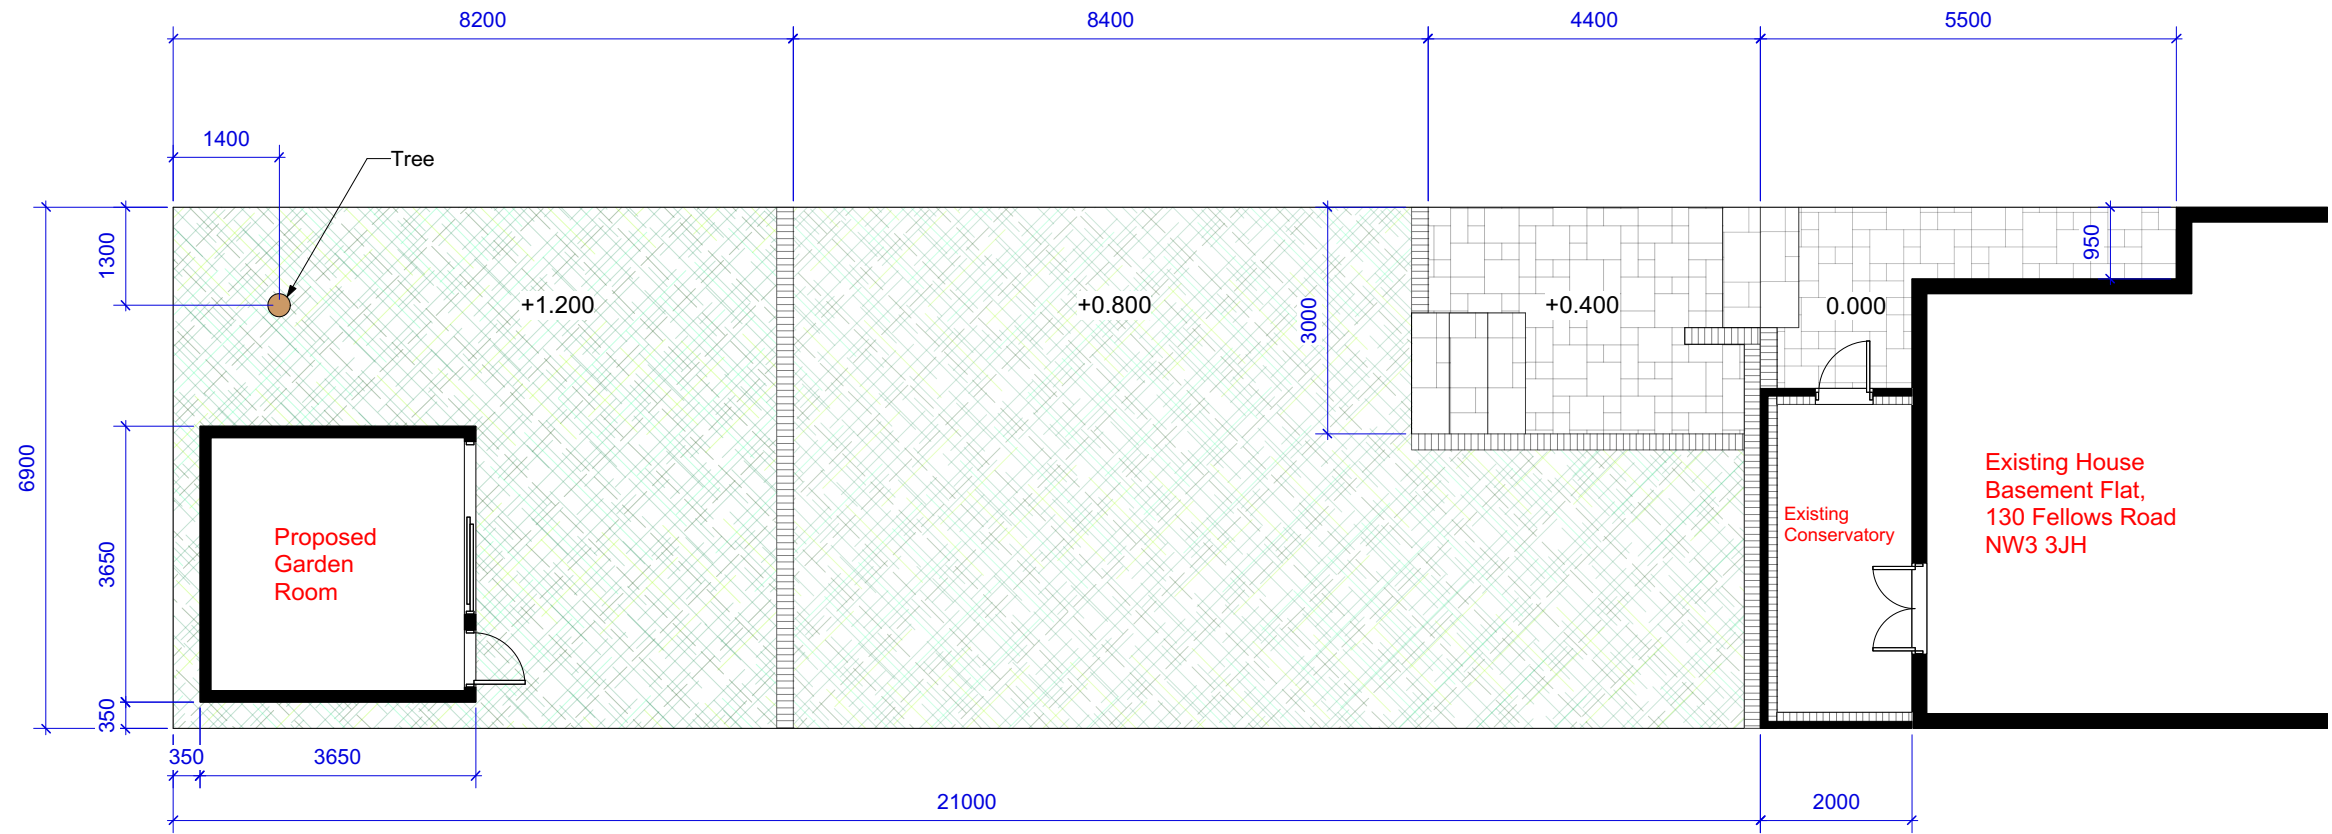 8200
8400
4400
5500
1400
Tree
1300
950
+1.200
+0.800
+0.400
0.000
3000
6900
3650
350
Proposed
Garden
Room
Existing
Conservatory
Existing House
Basement Flat,
130 Fellows Road
NW3 3JH
350
3650
21000
2000